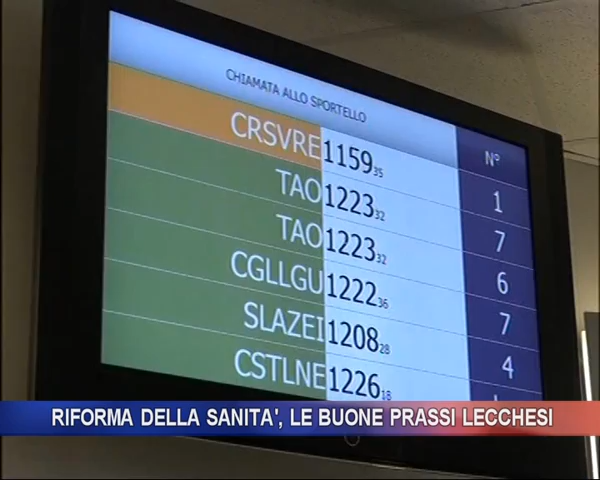 CHIAMATA ALLO SPORTELLO
N°
CRSVRE 1159 35 1
TAO 1223 32 7
TAO 1223 32 6
CGLLGU 1222 36 7
SLAZEI 1208 28 4
CSTLNE 1226 18
RIFORMA DELLA SANITA', LE BUONE PRASSI LECCHESI